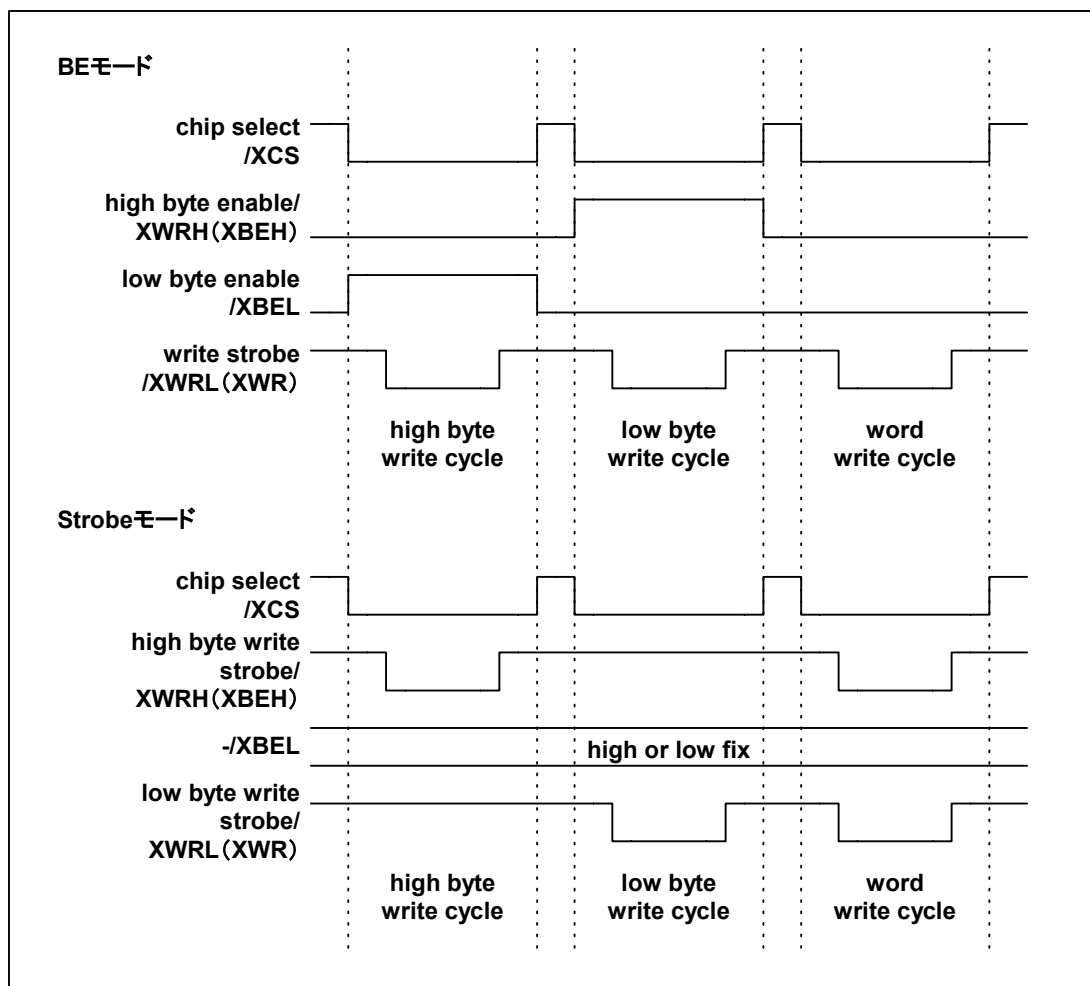 BEモード
chip select
/XCS
high byte enable/
XWRH(XBEH)
low byte enable
/XBEL
write strobe
/XWRL(XWR)
high byte
write cycle
low byte
write cycle
word
write cycle
Strobeモード
chip select
/XCS
high byte write
strobe/
XWRH(XBEH)
-/XBEL
high or low fix
low byte write
strobe/
XWRL(XWR)
high byte
write cycle
low byte
write cycle
word
write cycle